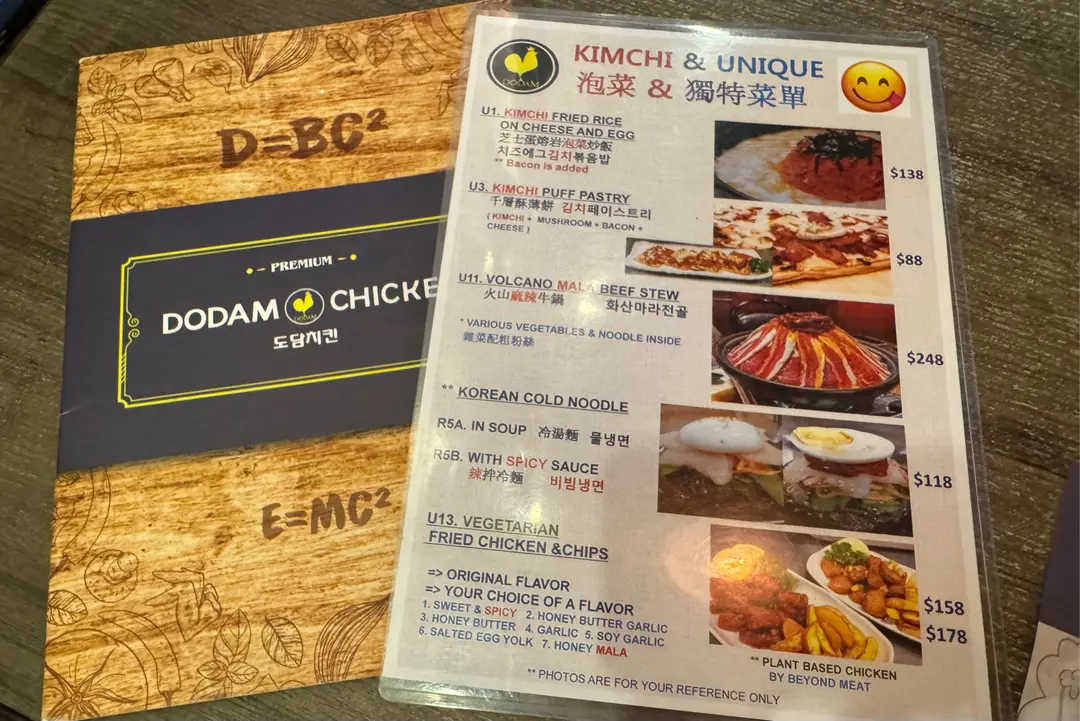 D=BC²
PREMIUM
DODAM DODAM CHICKE
도담치킨
E=MC²
DODAM
KIMCHI & UNIQUE
泡菜 & 獨特菜單
U1. KIMCHI FRIED RICE
ON CHEESE AND EGG
芝士蛋熔岩泡菜炒飯
치즈에그김치볶음밥
** Bacon is added
$138
U3. KIMCHI PUFF PASTRY
千層酥薄餅 김치페이스트리
( KIMCHI + MUSHROOM + BACON +
CHEESE )
$88
U11. VOLCANO MALA BEEF STEW
火山麻辣牛鍋 화산마라전골
* VARIOUS VEGETABLES & NOODLE INSIDE
雜菜配粗粉絲
$248
** KOREAN COLD NOODLE
R5A. IN SOUP 冷湯麵 물냉면
R5B. WITH SPICY SAUCE
辣拌冷麵 비빔냉면
$118
U13. VEGETARIAN
FRIED CHICKEN &CHIPS
=> ORIGINAL FLAVOR
$158
=> YOUR CHOICE OF A FLAVOR
$178
1. SWEET & SPICY 2. HONEY BUTTER GARLIC
3. HONEY BUTTER 4. GARLIC 5. SOY GARLIC
6. SALTED EGG YOLK 7. HONEY MALA
** PLANT BASED CHICKEN
BY BEYOND MEAT
** PHOTOS ARE FOR YOUR REFERENCE ONLY